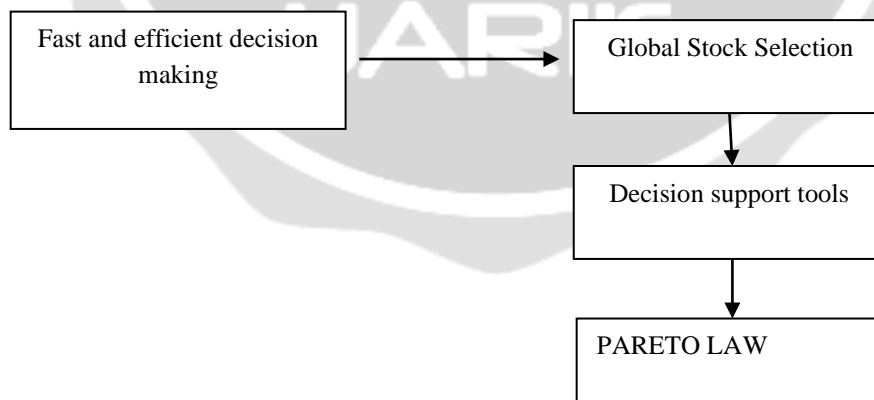 Fast and efficient decision
making
Global Stock Selection
Decision support tools
PARETO LAW